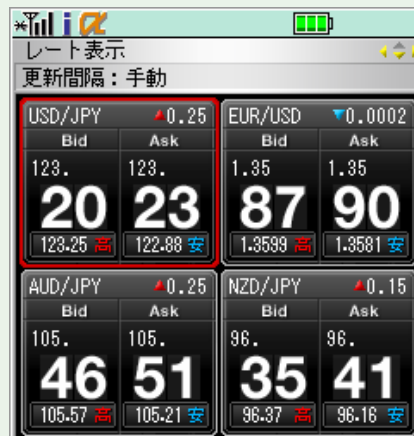 i α
レート表示
更新間隔：手動
USD/JPY ▲0.25 EUR/USD ▼0.0002
Bid Ask Bid Ask
123. 123. 1.35 1.35
20 23 87 90
123.25 高 122.88 安 1.3599 高 1.3581 安
AUD/JPY ▲0.25 NZD/JPY ▲0.15
Bid Ask Bid Ask
105. 105. 96. 96.
46 51 35 41
105.57 高 105.21 安 96.37 高 96.16 安